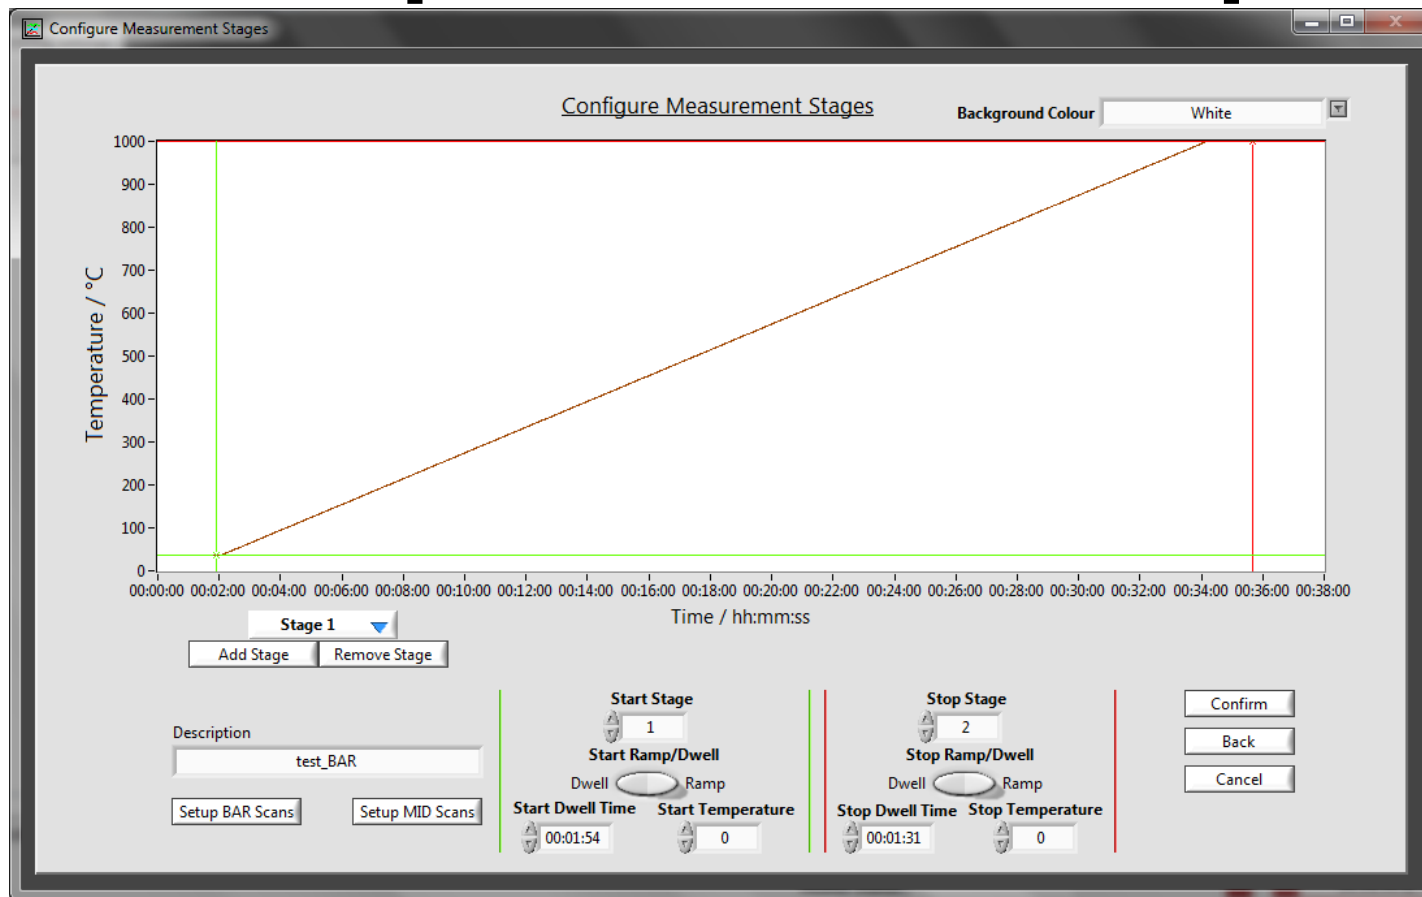 Configure Measurement Stages
Configure Measurement Stages
Background Colour White
1000
900
800
700
600
500
400
300
200
100
0
Temperature / °C
00:00:00 00:02:00 00:04:00 00:06:00 00:08:00 00:10:00 00:12:00 00:14:00 00:16:00 00:18:00 00:20:00 00:22:00 00:24:00 00:26:00 00:28:00 00:30:00 00:32:00 00:34:00 00:36:00 00:38:00
Time / hh:mm:ss
Stage 1
Add Stage Remove Stage
Description
test_BAR
Setup BAR Scans Setup MID Scans
Start Stage
1
Start Ramp/Dwell
Dwell Ramp
Start Dwell Time Start Temperature
00:01:54 0
Stop Stage
2
Stop Ramp/Dwell
Dwell Ramp
Stop Dwell Time Stop Temperature
00:01:31 0
Confirm
Back
Cancel